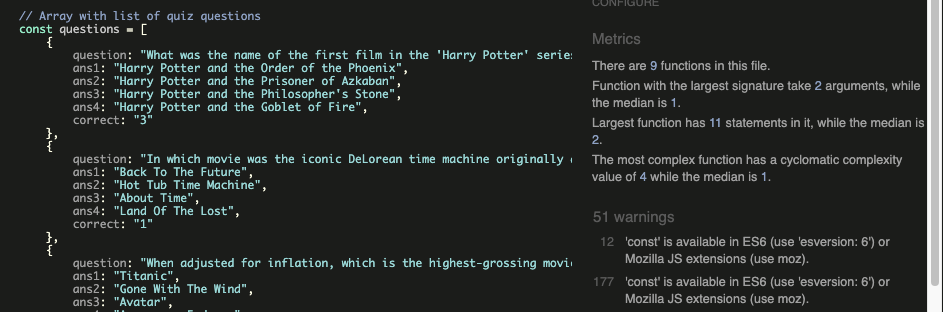 // Array with list of quiz questions
const questions = [
{
question: "What was the name of the first film in the 'Harry Potter' series
ans1: "Harry Potter and the Order of the Phoenix",
ans2: "Harry Potter and the Prisoner of Azkaban",
ans3: "Harry Potter and the Philosopher's Stone",
ans4: "Harry Potter and the Goblet of Fire",
correct: "3"
},
{
question: "In which movie was the iconic DeLorean time machine originally
ans1: "Back To The Future",
ans2: "Hot Tub Time Machine",
ans3: "About Time",
ans4: "Land Of The Lost",
correct: "1"
},
{
question: "When adjusted for inflation, which is the highest-grossing movie
ans1: "Titanic",
ans2: "Gone With The Wind",
ans3: "Avatar",
CONFIGURE
Metrics
There are 9 functions in this file.
Function with the largest signature take 2 arguments, while
the median is 1.
Largest function has 11 statements in it, while the median is
2.
The most complex function has a cyclomatic complexity
value of 4 while the median is 1.
51 warnings
12 'const' is available in ES6 (use 'esversion: 6') or
Mozilla JS extensions (use moz).
177 'const' is available in ES6 (use 'esversion: 6') or
Mozilla JS extensions (use moz).